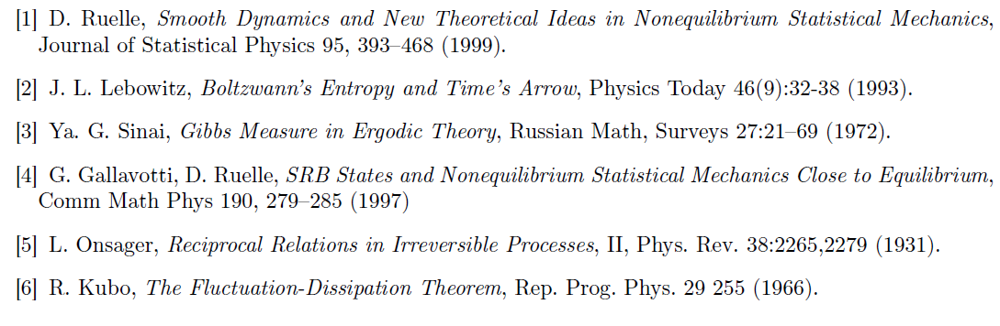 [1] D. Ruelle, Smooth Dynamics and New Theoretical Ideas in Nonequilibrium Statistical Mechanics,
Journal of Statistical Physics 95, 393–468 (1999).
[2] J. L. Lebowitz, Boltzwann's Entropy and Time's Arrow, Physics Today 46(9):32-38 (1993).
[3] Ya. G. Sinai, Gibbs Measure in Ergodic Theory, Russian Math, Surveys 27:21–69 (1972).
[4] G. Gallavotti, D. Ruelle, SRB States and Nonequilibrium Statistical Mechanics Close to Equilibrium,
Comm Math Phys 190, 279–285 (1997)
[5] L. Onsager, Reciprocal Relations in Irreversible Processes, II, Phys. Rev. 38:2265,2279 (1931).
[6] R. Kubo, The Fluctuation-Dissipation Theorem, Rep. Prog. Phys. 29 255 (1966).